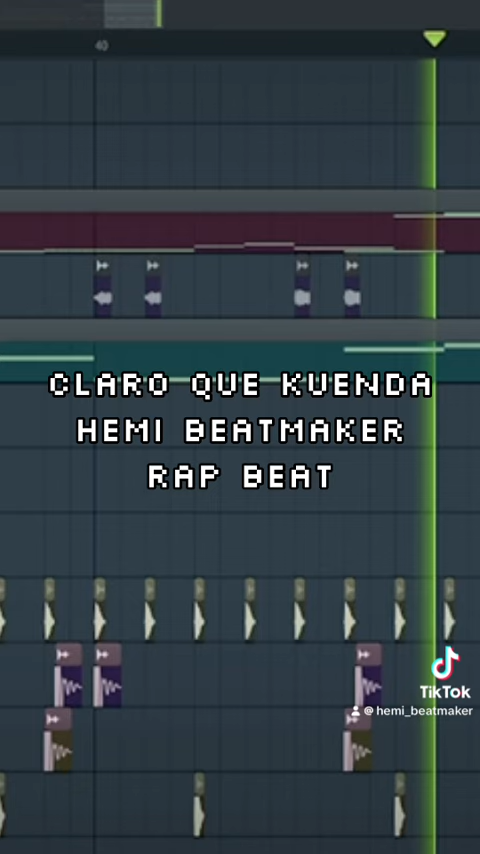 40
CLARO QUE KUENDA
HEMI BEATMAKER
RAP BEAT
TikTok
@hemi_beatmaker